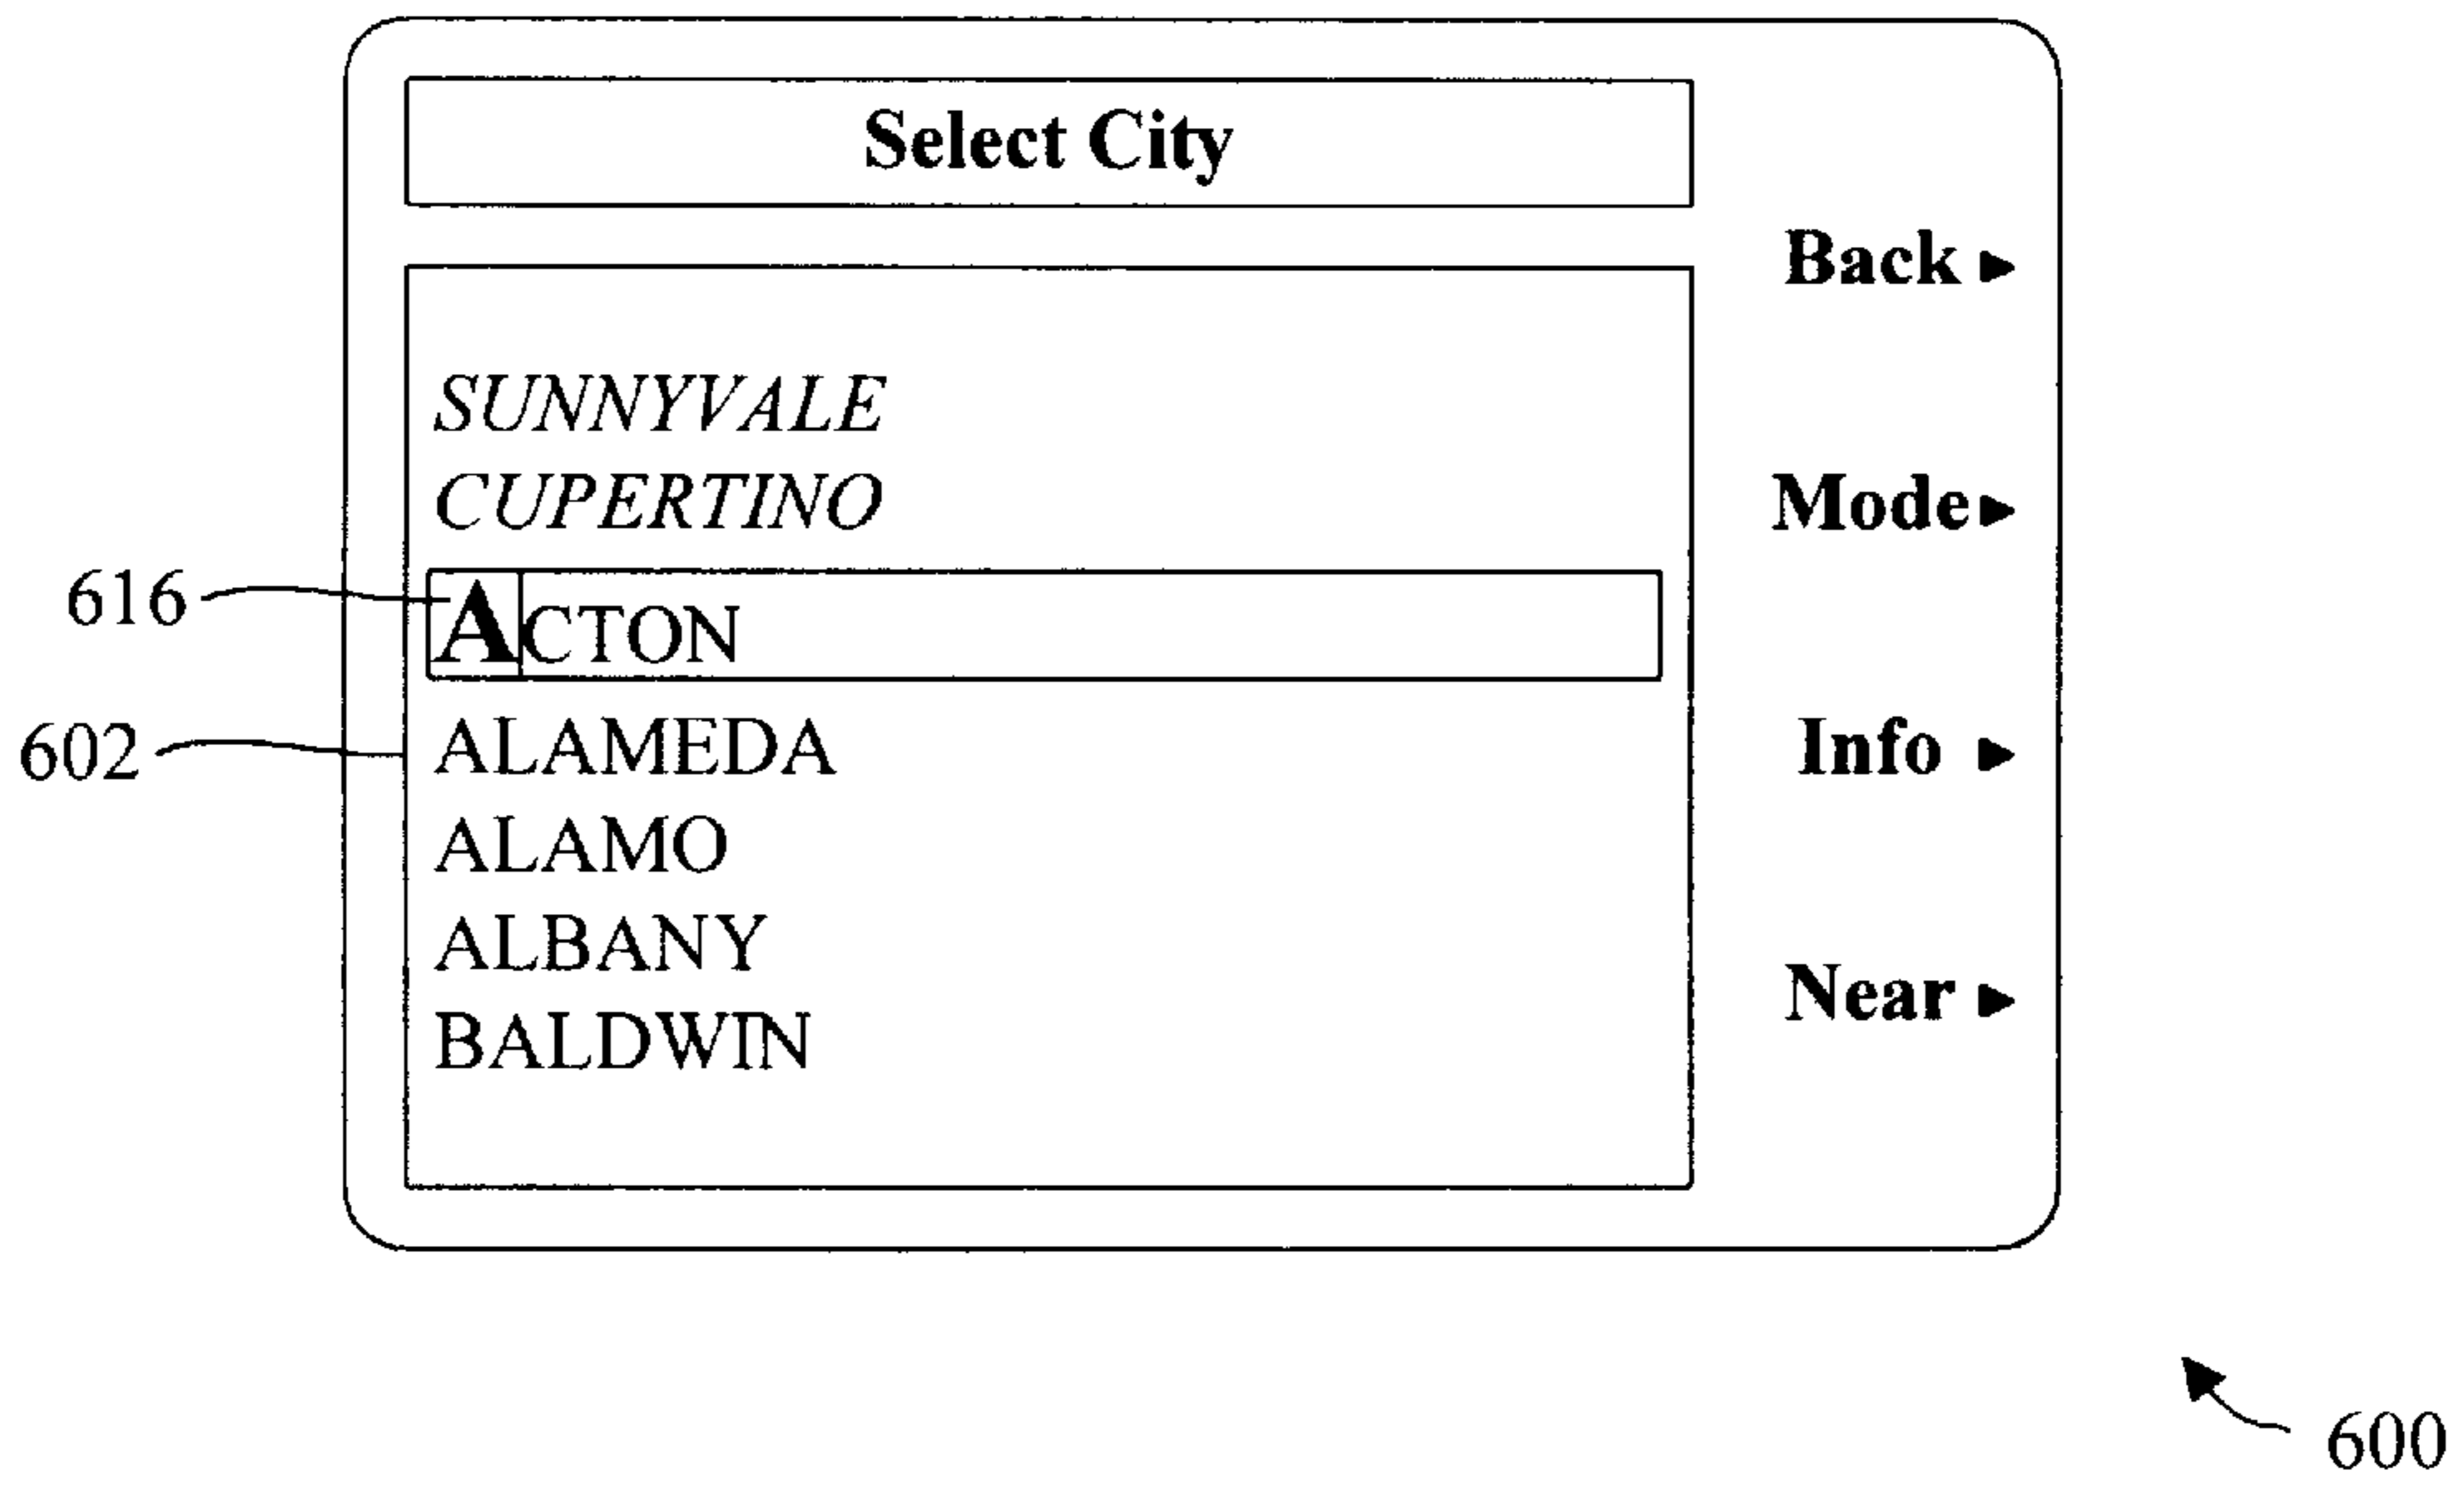 Select City
Back
SUNNYVALE
CUPERTINO
Mode
616
ACTON
602
ALAMEDA
Info
ALAMO
ALBANY
Near
BALDWIN
600